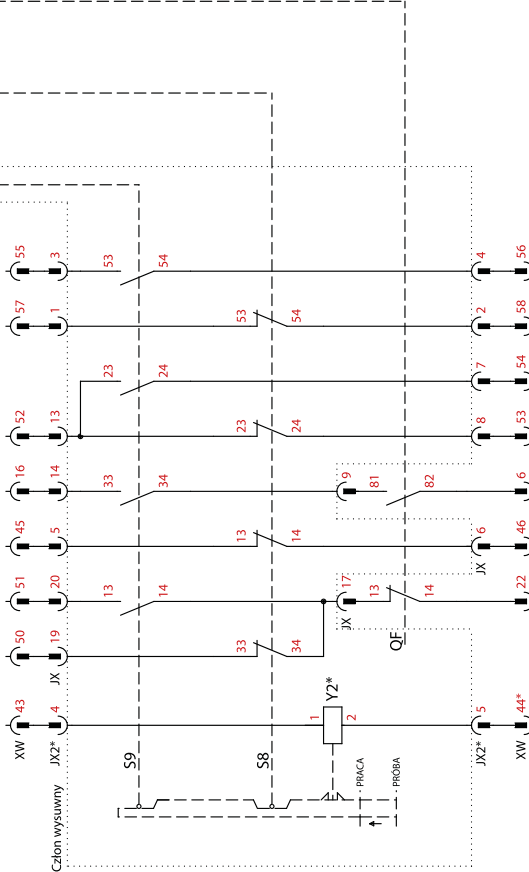 55 57 52 16 45 51 50 43 XW
3 1 13 14 5 20 19 JX 4 JX2*
Człon wysuwny
53 54
53 54
23 24
23 24
33 34
13 14
13 14
33 34
S9
S8
9 81 82
17 JX 13 14
QF
1 2 Y2*
PRACA
PRÓBA
4 2 7 8 6 JX 5 JX2*
56 58 54 53 6 46 22 44* XW